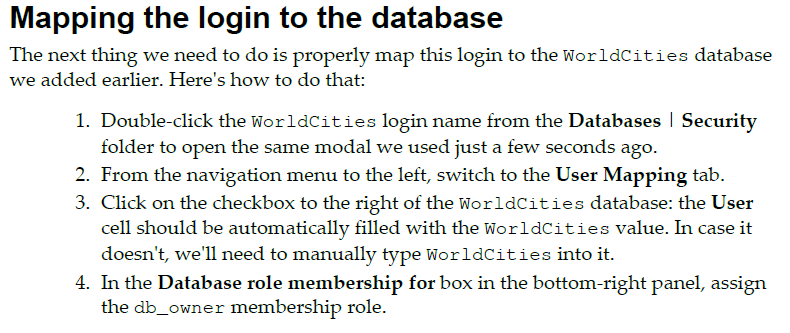 Mapping the login to the database
The next thing we need to do is properly map this login to the WorldCities database
we added earlier. Here's how to do that:
1. Double-click the WorldCities login name from the Databases | Security
folder to open the same modal we used just a few seconds ago.
2. From the navigation menu to the left, switch to the User Mapping tab.
3. Click on the checkbox to the right of the WorldCities database: the User
cell should be automatically filled with the WorldCities value. In case it
doesn't, we'll need to manually type WorldCities into it.
4. In the Database role membership for box in the bottom-right panel, assign
the db_owner membership role.